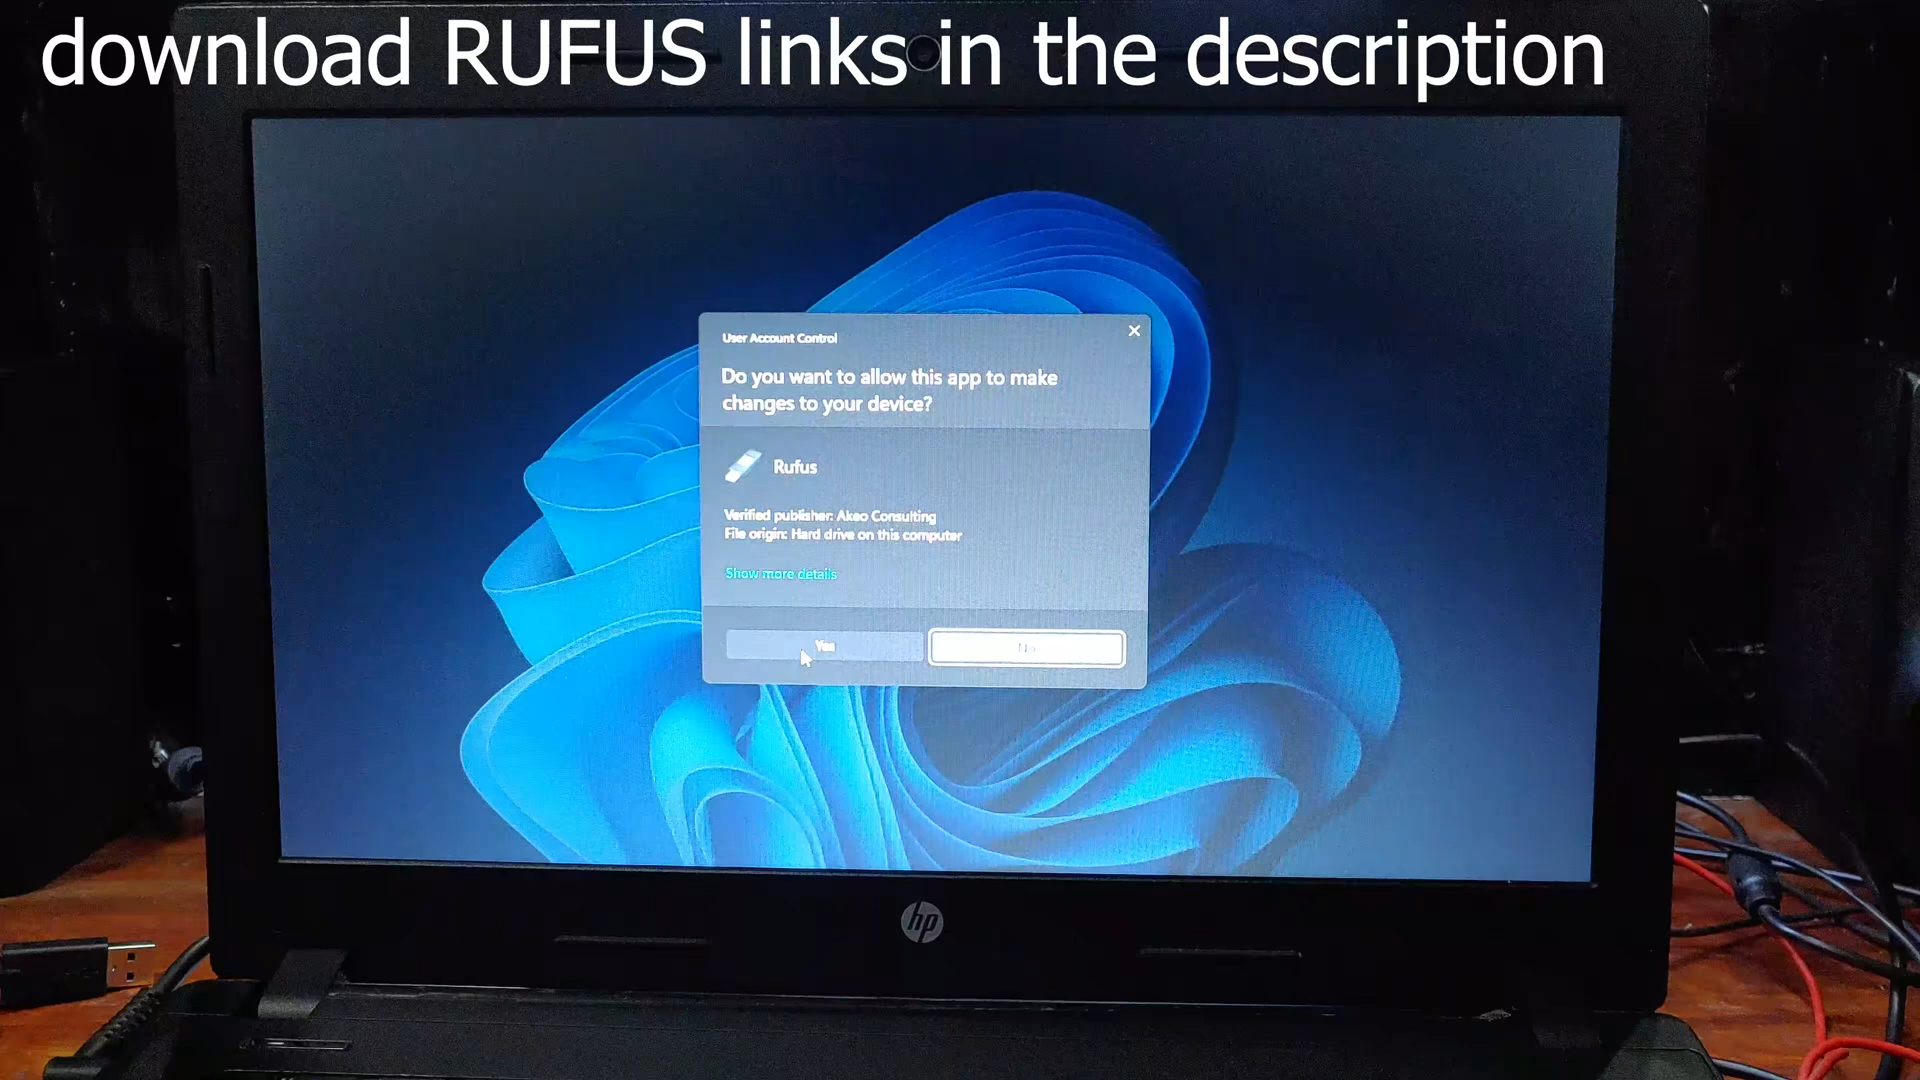 download RUFUS links in the description
User Account Control
Do you want to allow this app to make
changes to your device?
Rufus
Verified publisher: Akeo Consulting
File origin: Hard drive on this computer
Show more details
Yes
No
hp